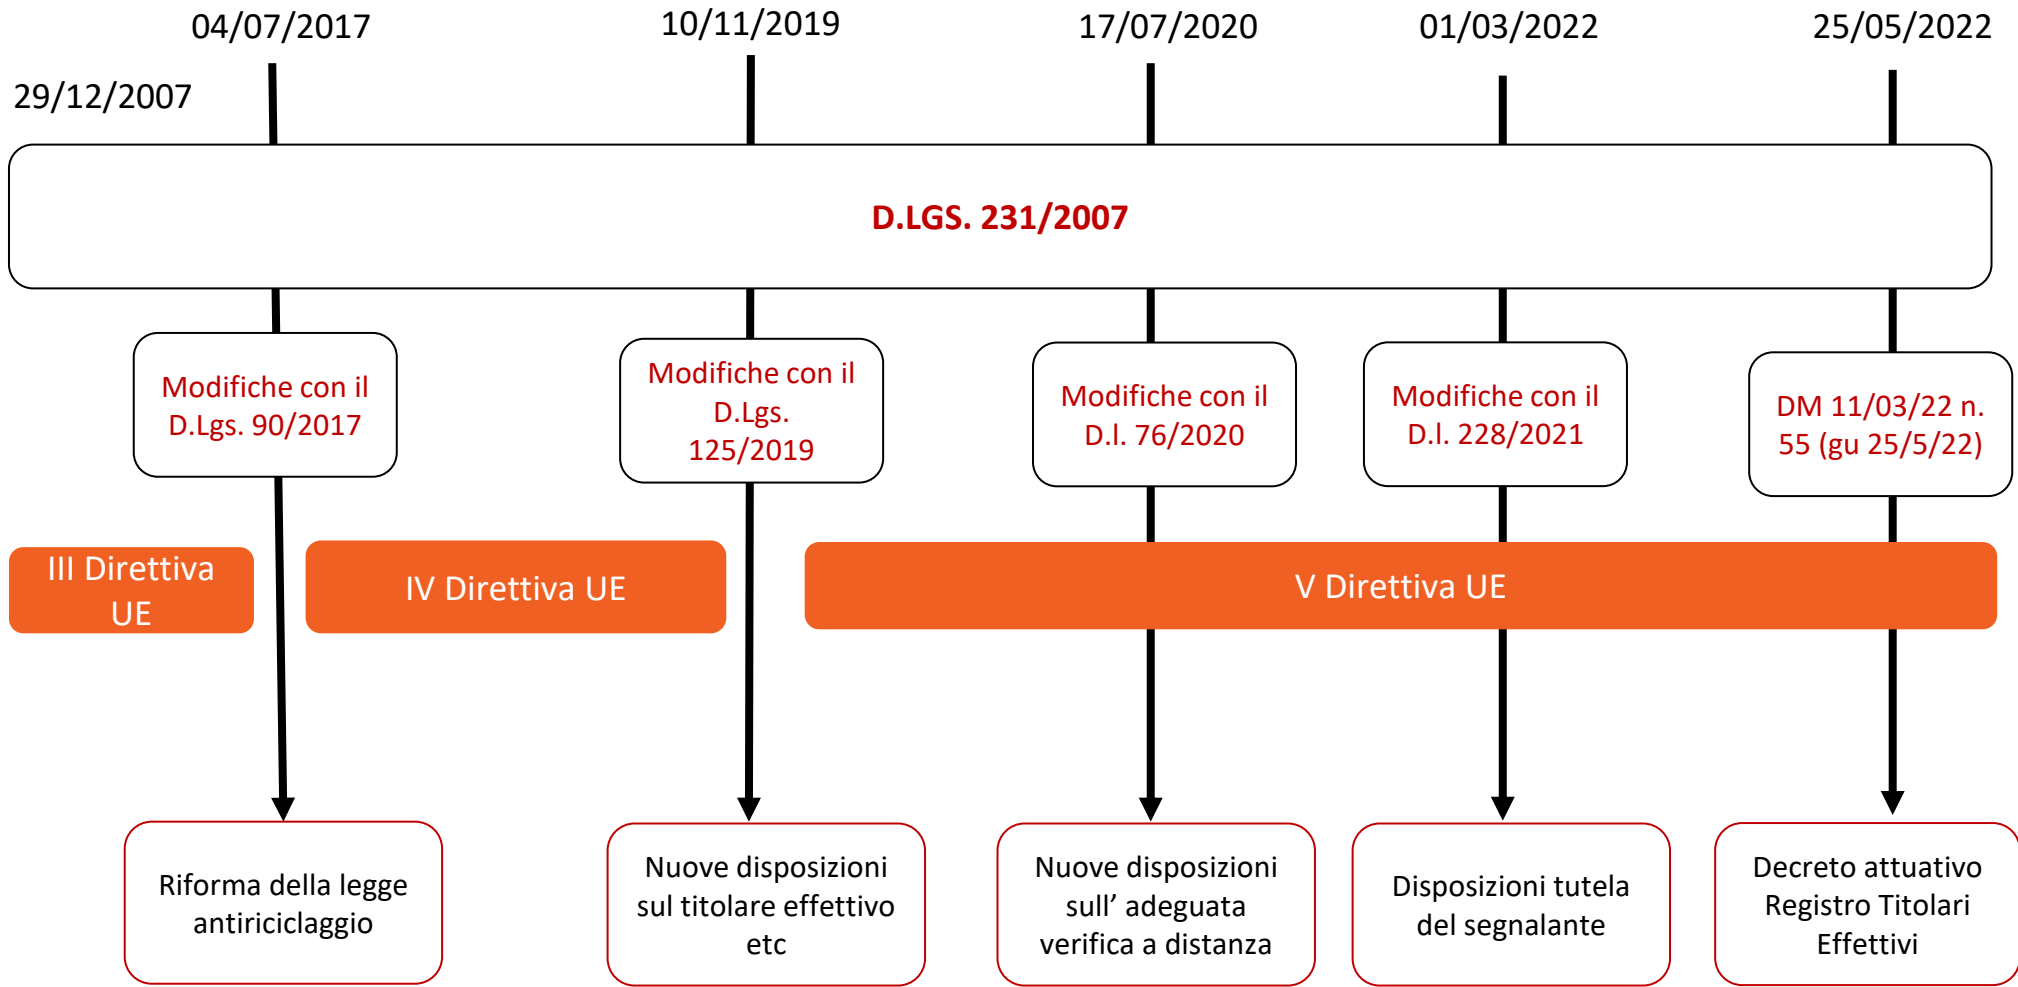 04/07/2017
10/11/2019
17/07/2020
01/03/2022
25/05/2022
29/12/2007
D.LGS. 231/2007
Modifiche con il
D.Lgs. 90/2017
Modifiche con il
D.Lgs.
125/2019
Modifiche con il
D.l. 76/2020
Modifiche con il
D.l. 228/2021
DM 11/03/22 n.
55 (gu 25/5/22)
III Direttiva
UE
IV Direttiva UE
V Direttiva UE
Riforma della legge
antiriciclaggio
Nuove disposizioni
sul titolare effettivo
etc
Nuove disposizioni
sull’ adeguata
verifica a distanza
Disposizioni tutela
del segnalante
Decreto attuativo
Registro Titolari
Effettivi